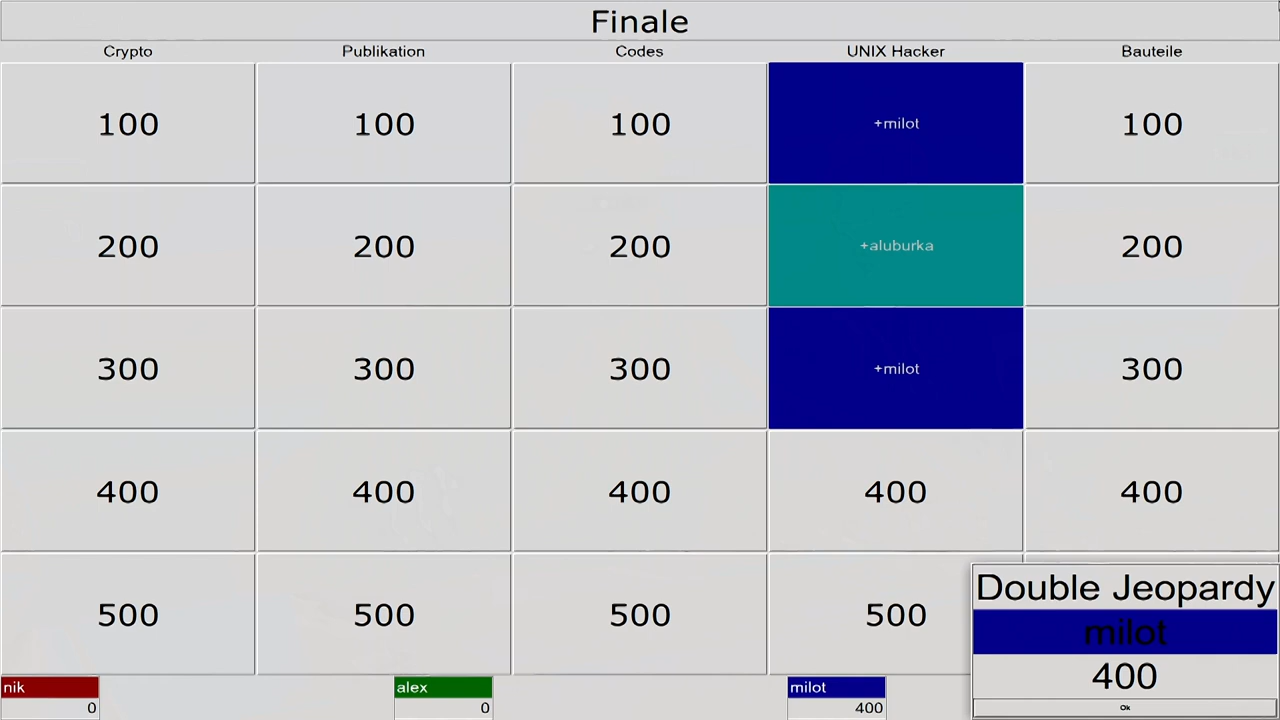 Finale
Crypto Publikation Codes UNIX Hacker Bauteile
100 100 100 +milot 100
200 200 200 +aluburka 200
300 300 300 +milot 300
400 400 400 400 400
500 500 500 500
Double Jeopardy
milot
400
Ok
nik alex milot
0 0 400